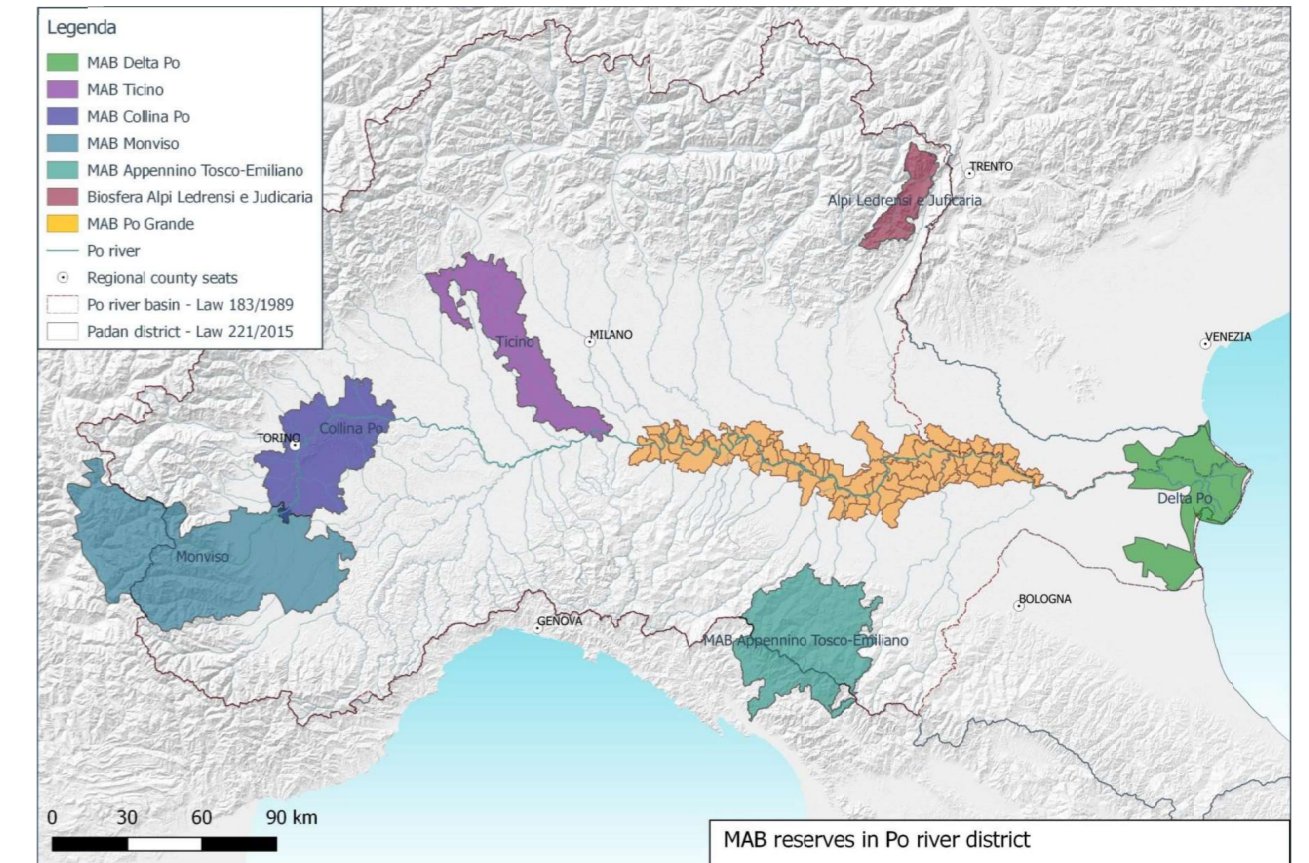 Legenda
MAB Delta Po
MAB Ticino
MAB Collina Po
MAB Monviso
MAB Appennino Tosco-Emiliano
Biosfera Alpi Ledrensi e Judicaria
MAB Po Grande
Po river
Regional county seats
Po river basin - Law 183/1989
Padan district - Law 221/2015
TRENTO
Alpi Ledrensi e Judicaria
MILANO
Ticino
VENEZIA
Collina Po
TORINO
Delta Po
Monviso
BOLOGNA
GENOVA
MAB Appennino Tosco-Emiliano
0 30 60 90 km
MAB reserves in Po river district